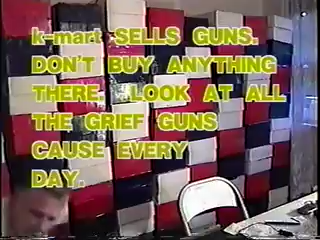 k-mart SELLS GUNS.
DON'T BUY ANYTHING
THERE. LOOK AT ALL
THE GRIEF GUNS
CAUSE EVERY
DAY.